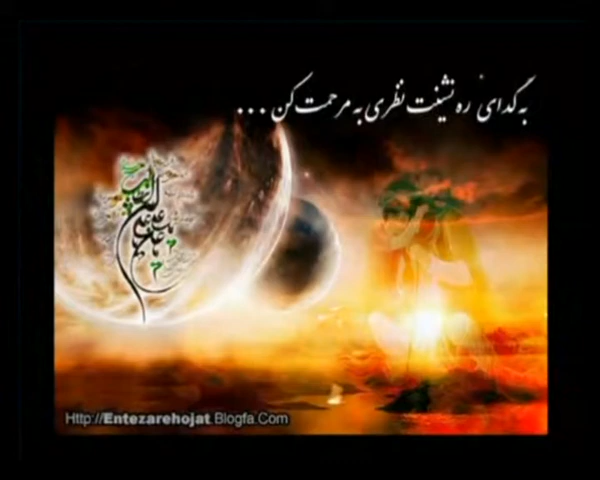 به گدای ره نشینت نظری به مرحمت کن ...
Http://Entezarehojat.Blogfa.Com